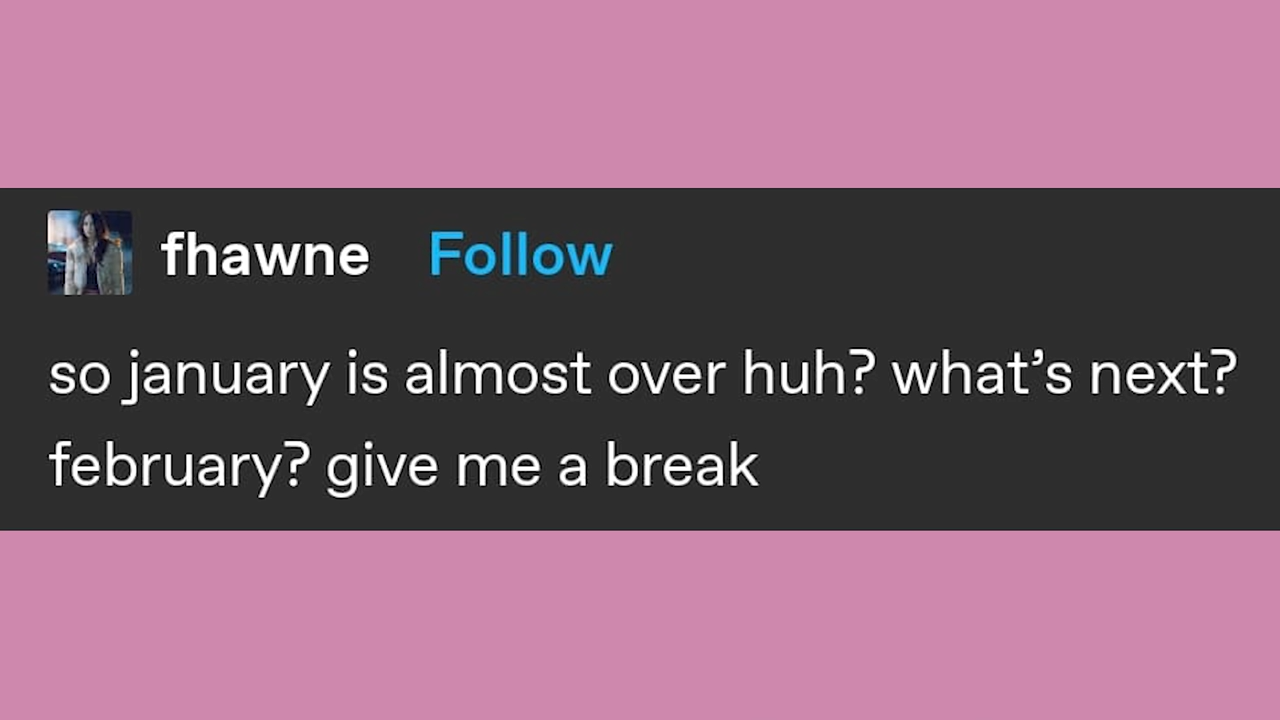 fhawne Follow
so january is almost over huh? what’s next?
february? give me a break